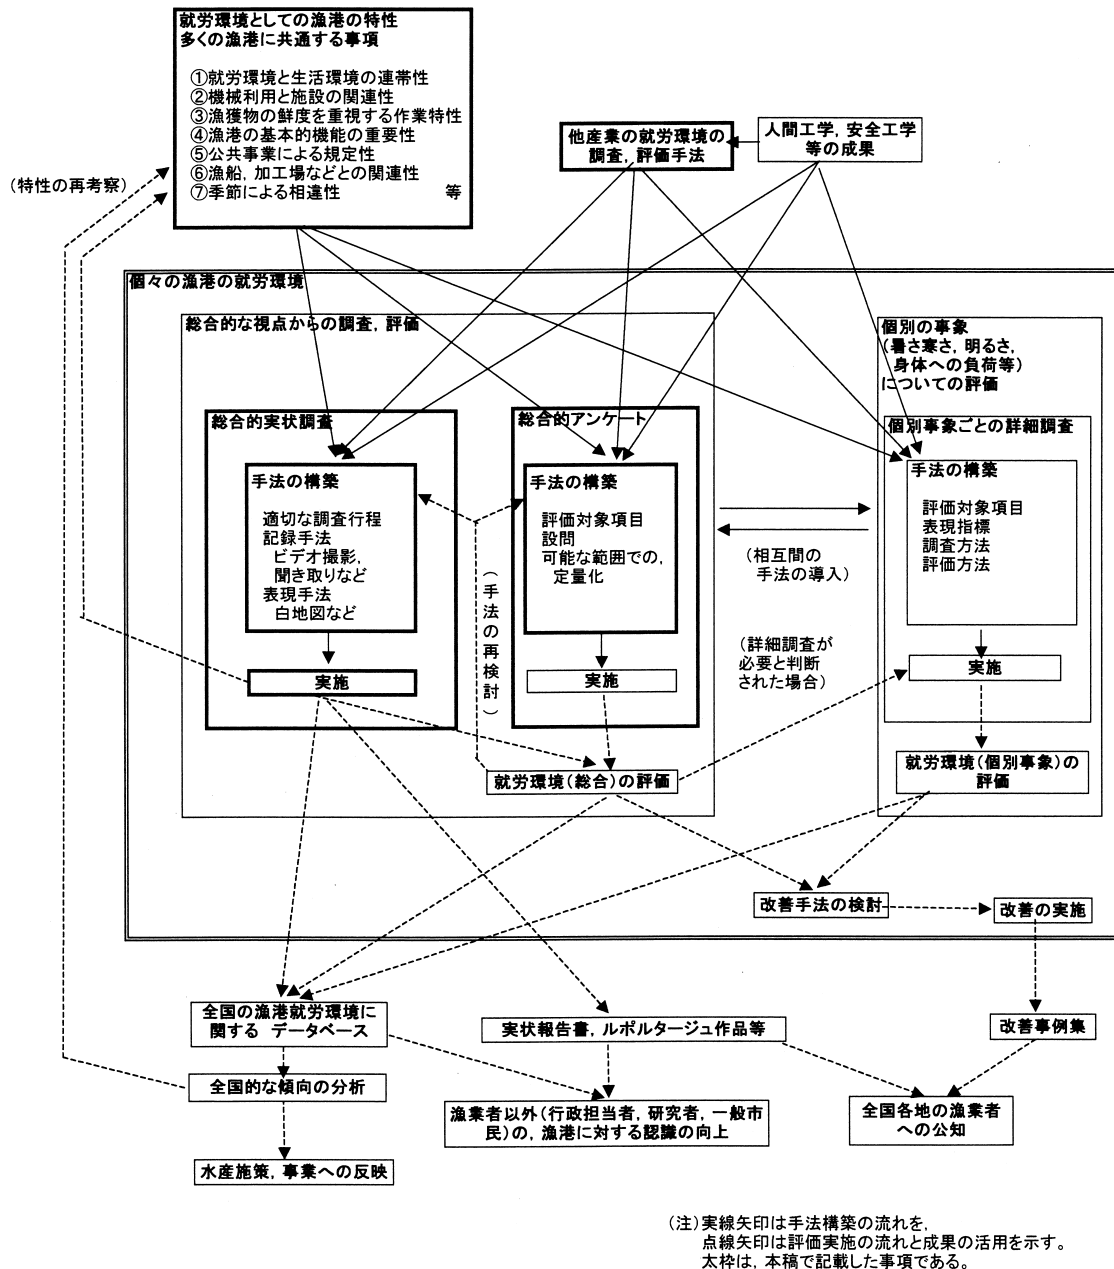 就労環境としての漁港の特性
多くの漁港に共通する事項
①就労環境と生活環境の連帯性
②機械利用と施設の関連性
③漁獲物の鮮度を重視する作業特性
④漁港の基本的機能の重要性
⑤公共事業による規定性
⑥漁船，加工場などとの関連性
⑦季節による相違性　　　　　　等
他産業の就労環境の
調査，評価手法
人間工学，安全工学
等の成果
（特性の再考察）
個々の漁港の就労環境
総合的な視点からの調査，評価
総合的実状調査
手法の構築
適切な調査行程
記録手法
ビデオ撮影，
聞き取りなど
表現手法
白地図など
実施
（手法の再検討）
総合的アンケート
手法の構築
評価対象項目
設問
可能な範囲での，
定量化
実施
就労環境（総合）の評価
（相互間の
手法の導入）
（詳細調査が
必要と判断
された場合）
個別の事象
（暑さ寒さ，明るさ，
身体への負荷等）
についての評価
個別事象ごとの詳細調査
手法の構築
評価対象項目
表現指標
調査方法
評価方法
実施
就労環境（個別事象）の
評価
改善手法の検討
改善の実施
全国の漁港就労環境に
関する　データベース
実状報告書，ルポルタージュ作品等
改善事例集
全国的な傾向の分析
漁業者以外（行政担当者，研究者，一般市
民）の，漁港に対する認識の向上
全国各地の漁業者
への公知
水産施策，事業への反映
（注）実線矢印は手法構築の流れを，
点線矢印は評価実施の流れと成果の活用を示す。
太枠は，本稿で記載した事項である。